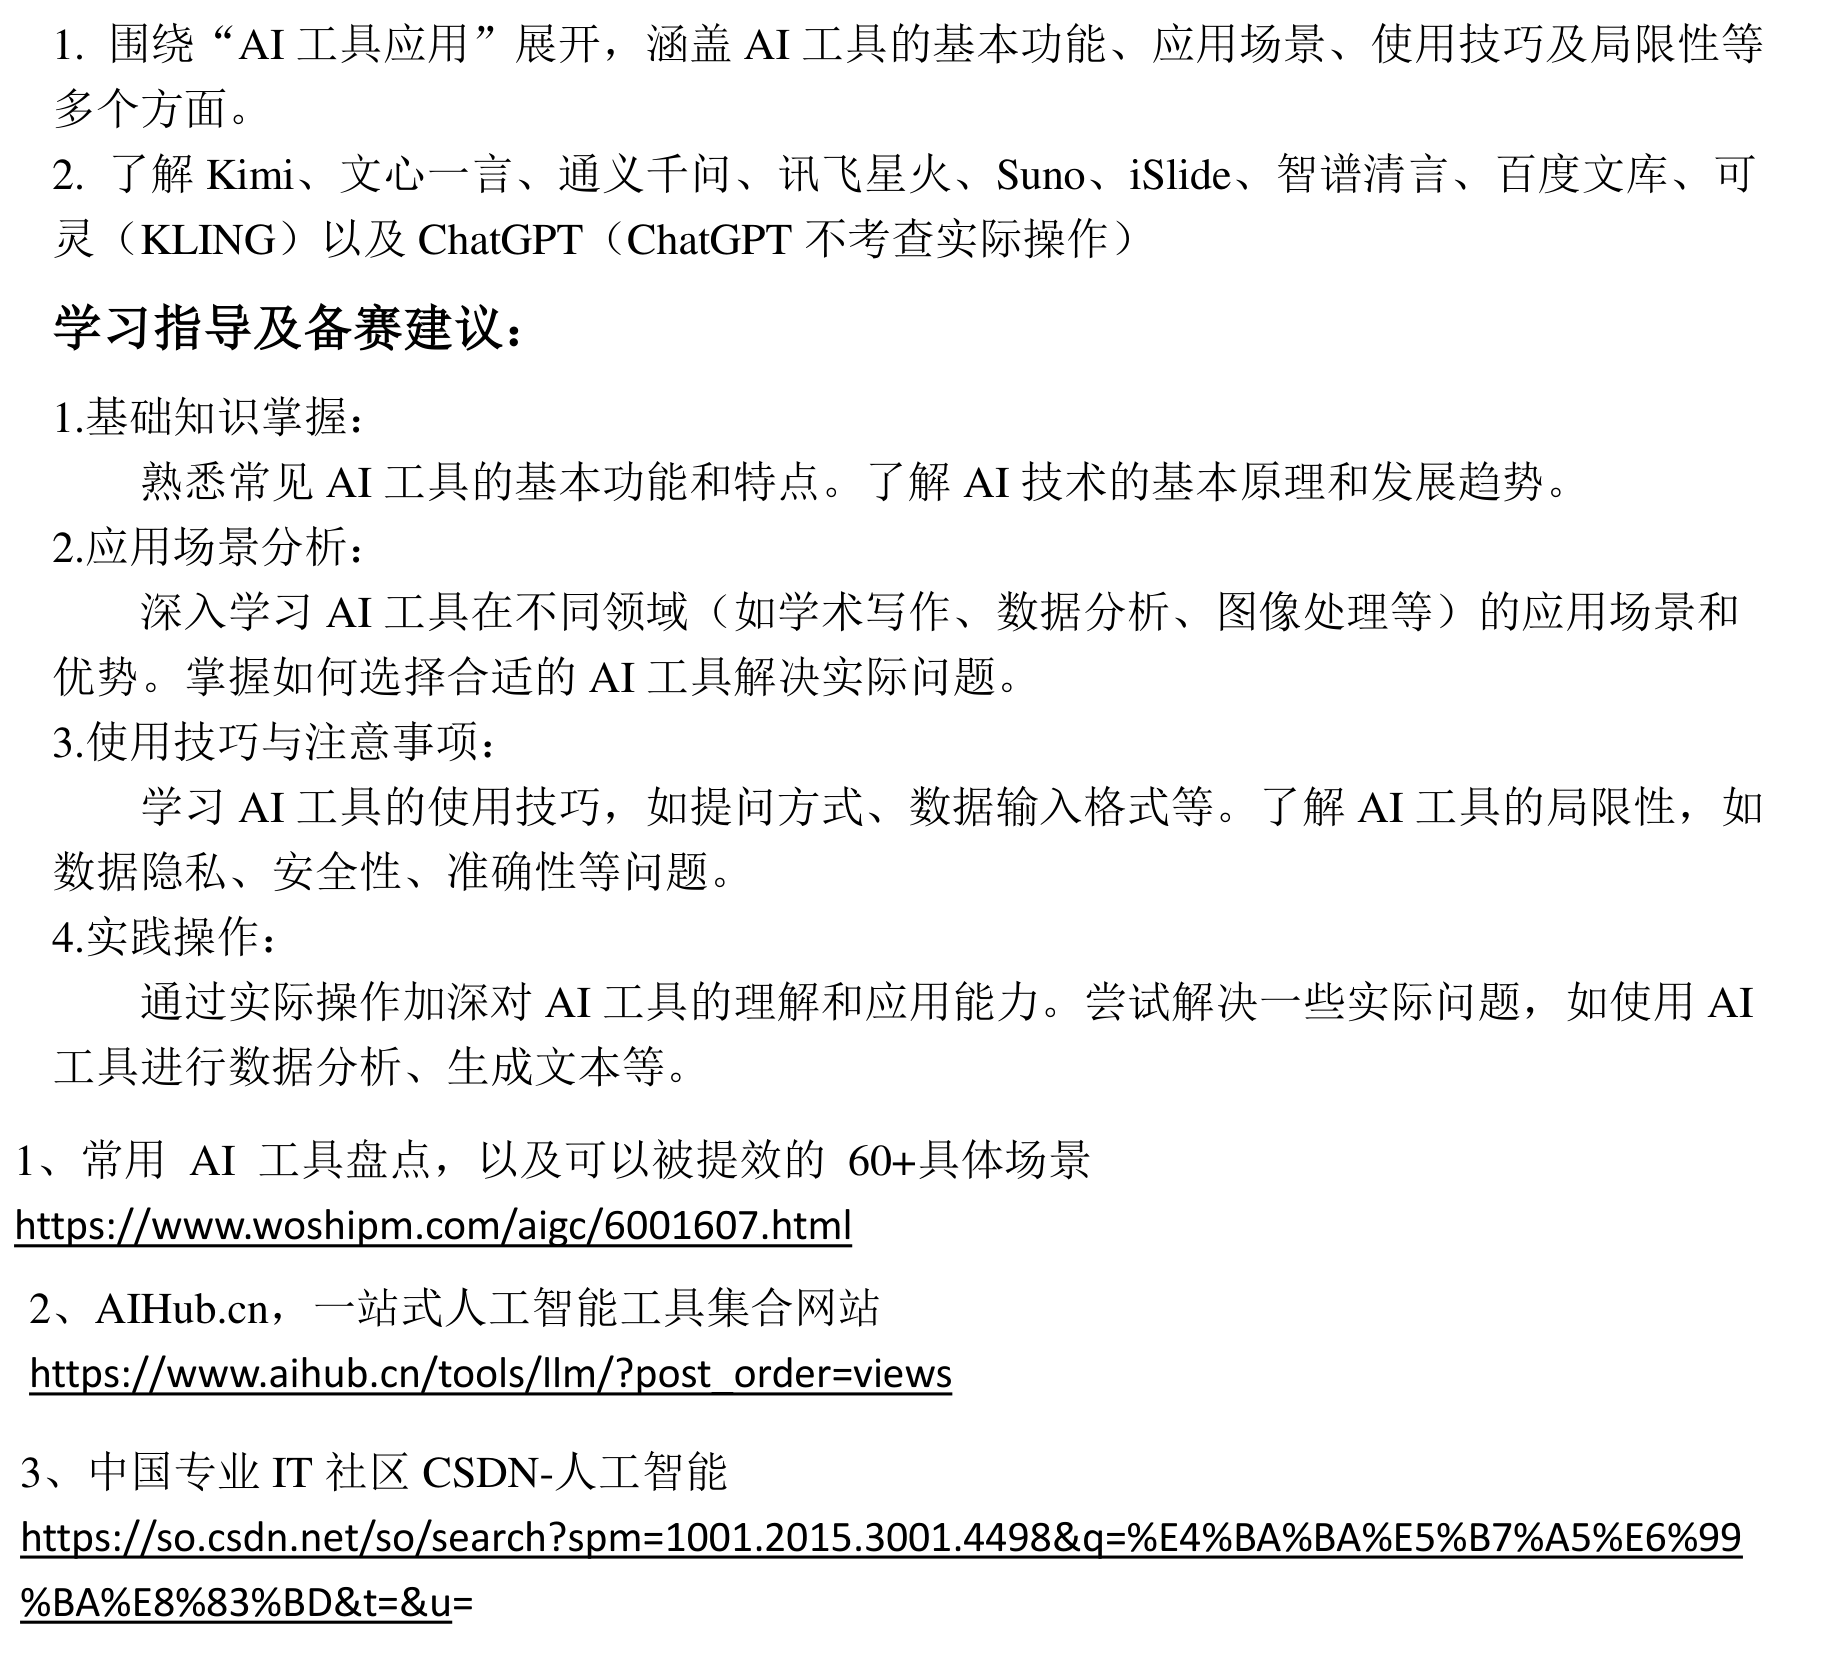 1. 围绕“AI 工具应用”展开，涵盖 AI 工具的基本功能、应用场景、使用技巧及局限性等
多个方面。
2. 了解 Kimi、文心一言、通义千问、讯飞星火、Suno、iSlide、智谱清言、百度文库、可
灵（KLING）以及 ChatGPT（ChatGPT 不考查实际操作）
学习指导及备赛建议：
1.基础知识掌握：
熟悉常见 AI 工具的基本功能和特点。了解 AI 技术的基本原理和发展趋势。
2.应用场景分析：
深入学习 AI 工具在不同领域（如学术写作、数据分析、图像处理等）的应用场景和
优势。掌握如何选择合适的 AI 工具解决实际问题。
3.使用技巧与注意事项：
学习 AI 工具的使用技巧，如提问方式、数据输入格式等。了解 AI 工具的局限性，如
数据隐私、安全性、准确性等问题。
4.实践操作：
通过实际操作加深对 AI 工具的理解和应用能力。尝试解决一些实际问题，如使用 AI
工具进行数据分析、生成文本等。
1、常用 AI 工具盘点，以及可以被提效的 60+具体场景
https://www.woshipm.com/aigc/6001607.html
2、AIHub.cn，一站式人工智能工具集合网站
https://www.aihub.cn/tools/llm/?post_order=views
3、中国专业 IT 社区 CSDN-人工智能
https://so.csdn.net/so/search?spm=1001.2015.3001.4498&q=%E4%BA%BA%E5%B7%A5%E6%99
%BA%E8%83%BD&t=&u=